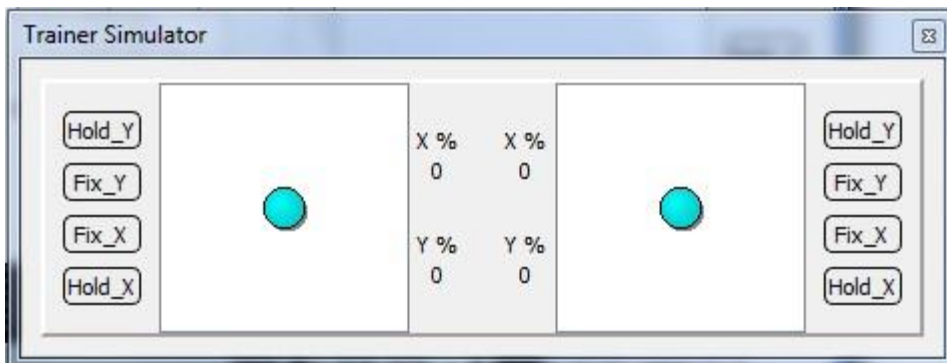 Trainer Simulator
Hold_Y
Fix_Y
Fix_X
Hold_X
X % X %
0 0
Y % Y %
0 0
Hold_Y
Fix_Y
Fix_X
Hold_X